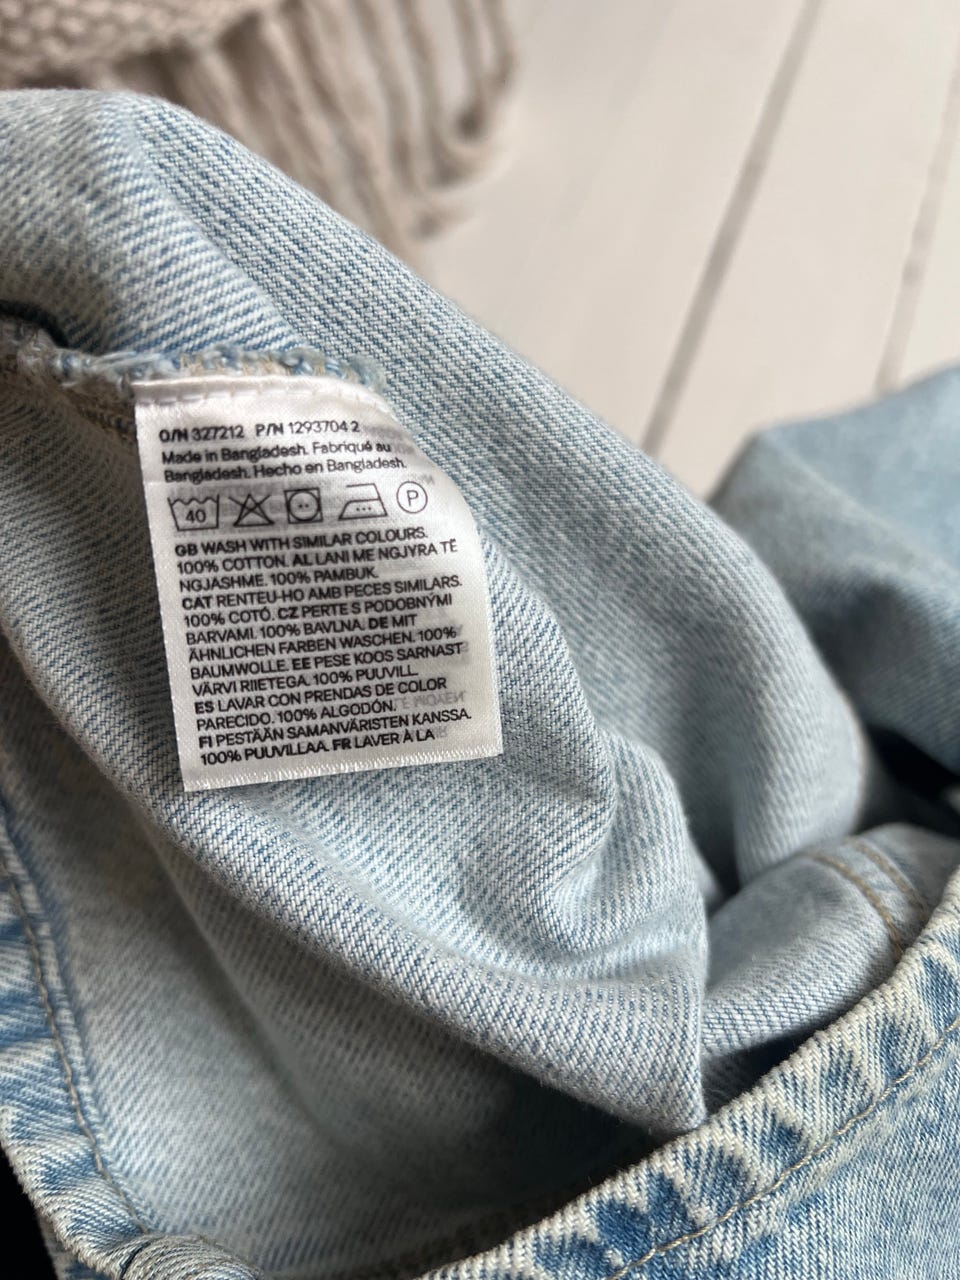 O/N 327212 P/N 1293704 2
Made in Bangladesh. Fabriqué au
Bangladesh. Hecho en Bangladesh.
40 P
GB WASH WITH SIMILAR COLOURS.
100% COTTON. AL LANI ME NGJYRA TË
NGJASHME. 100% PAMBUK.
CAT RENTEU-HO AMB PECES SIMILARS.
100% COTÓ. CZ PERTE S PODOBNÝMI
BARVAMI. 100% BAVLNA. DE MIT
ÄHNLICHEN FARBEN WASCHEN. 100%
BAUMWOLLE. EE PESE KOOS SARNAST
VÄRVI RIIETEGA. 100% PUUVILL.
ES LAVAR CON PRENDAS DE COLOR
PARECIDO. 100% ALGODÓN.
FI PESTÄÄN SAMANVÄRISTEN KANSSA.
100% PUUVILLAA. FR LAVER À LA